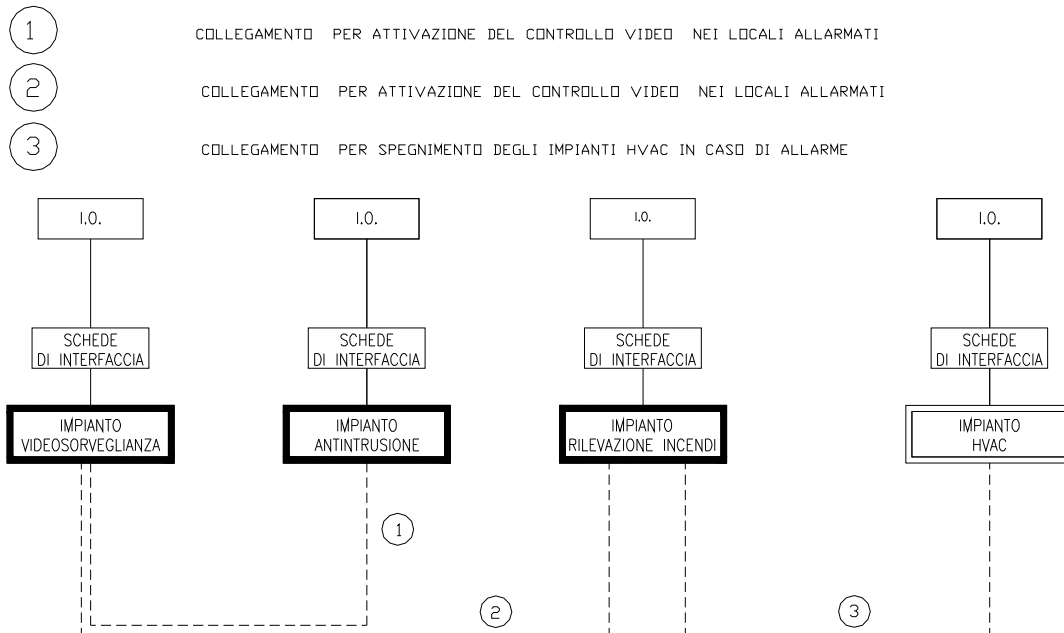 1 COLLEGAMENTO PER ATTIVAZIONE DEL CONTROLLO VIDEO NEI LOCALI ALLARMATI
2 COLLEGAMENTO PER ATTIVAZIONE DEL CONTROLLO VIDEO NEI LOCALI ALLARMATI
3 COLLEGAMENTO PER SPEGNIMENTO DEGLI IMPIANTI HVAC IN CASO DI ALLARME
I.O. I.O. I.O. I.O.
SCHEDE SCHEDE SCHEDE SCHEDE
DI INTERFACCIA DI INTERFACCIA DI INTERFACCIA DI INTERFACCIA
IMPIANTO IMPIANTO IMPIANTO IMPIANTO
VIDEOSORVEGLIANZA ANTINTRUSIONE RILEVAZIONE INCENDI HVAC
1
2 3